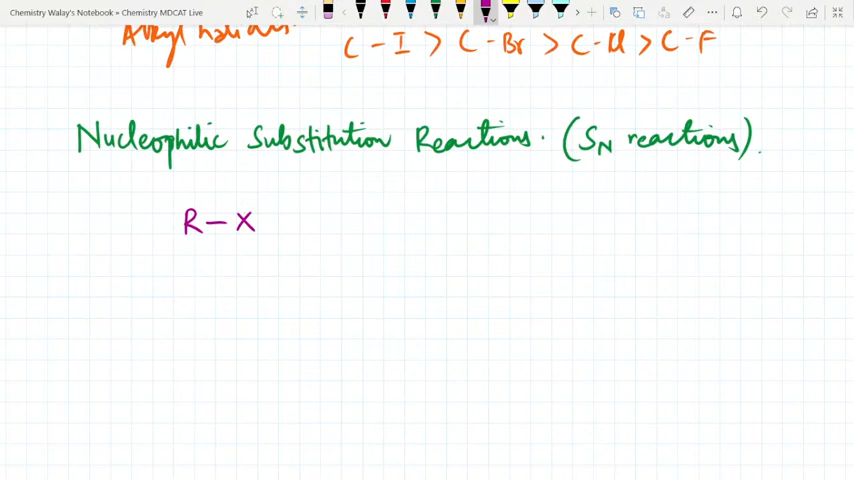 Chemistry Walay's Notebook » Chemistry MDCAT Live
C-I > C-Br > C-Cl > C-F
Nucleophilic Substitution Reactions. (SN reactions).
R-X